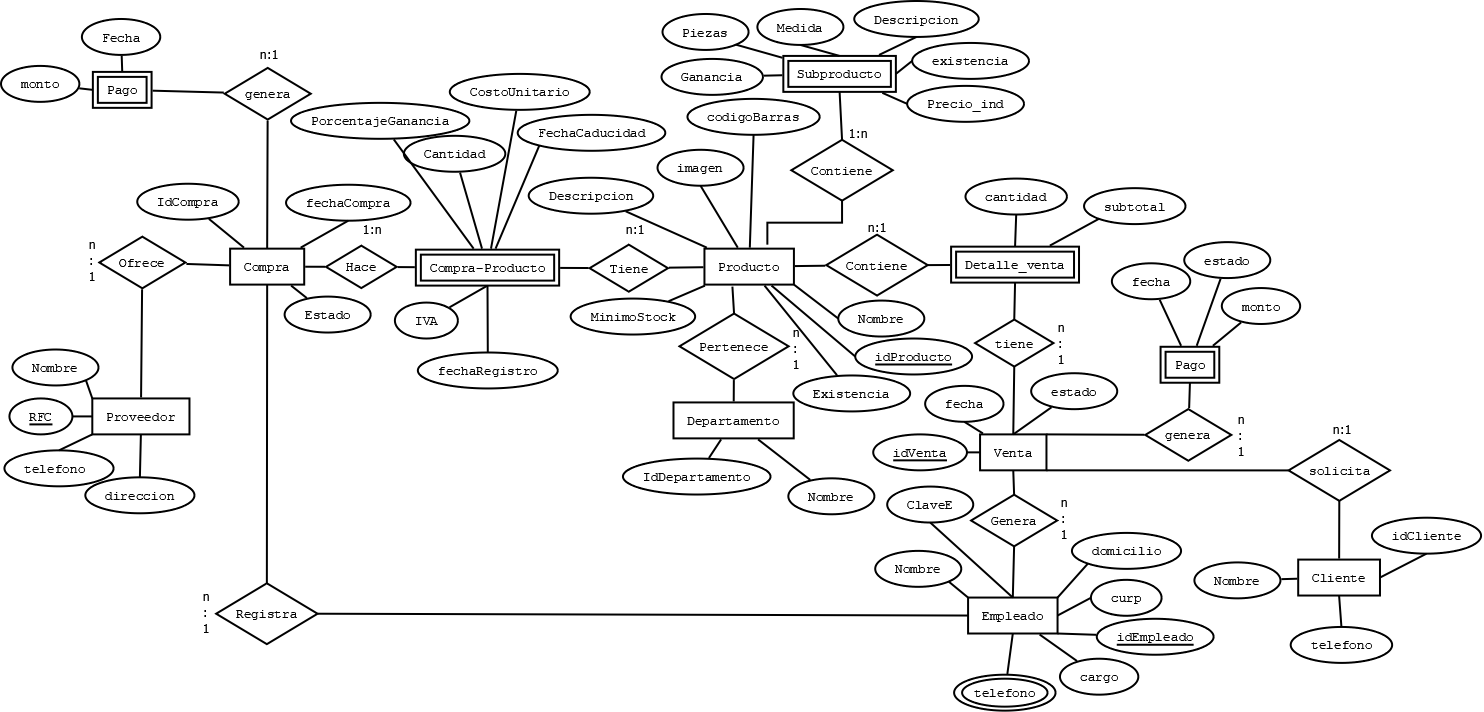 Fecha
monto
Pago
n:1
genera
PorcentajeGanancia
CostoUnitario
Cantidad
FechaCaducidad
Piezas
Medida
Descripcion
Ganancia
Subproducto
existencia
Precio_ind
codigoBarras
1:n
Contiene
imagen
Descripcion
IdCompra
fechaCompra
n
:
1
Ofrece
Compra
1:n
Hace
Compra-Producto
n:1
Tiene
Producto
n:1
Contiene
cantidad
subtotal
Detalle_venta
Estado
IVA
fechaRegistro
MinimoStock
Pertenece
n
:
1
Nombre
idProducto
Existencia
tiene
n
:
1
fecha
estado
monto
Pago
Nombre
RFC
Proveedor
telefono
direccion
Departamento
IdDepartamento
Nombre
fecha
estado
idVenta
Venta
genera
n
:
1
n:1
solicita
ClaveE
Genera
n
:
1
Nombre
domicilio
curp
Empleado
idEmpleado
cargo
telefono
idCliente
Nombre
Cliente
telefono
n
:
1
Registra